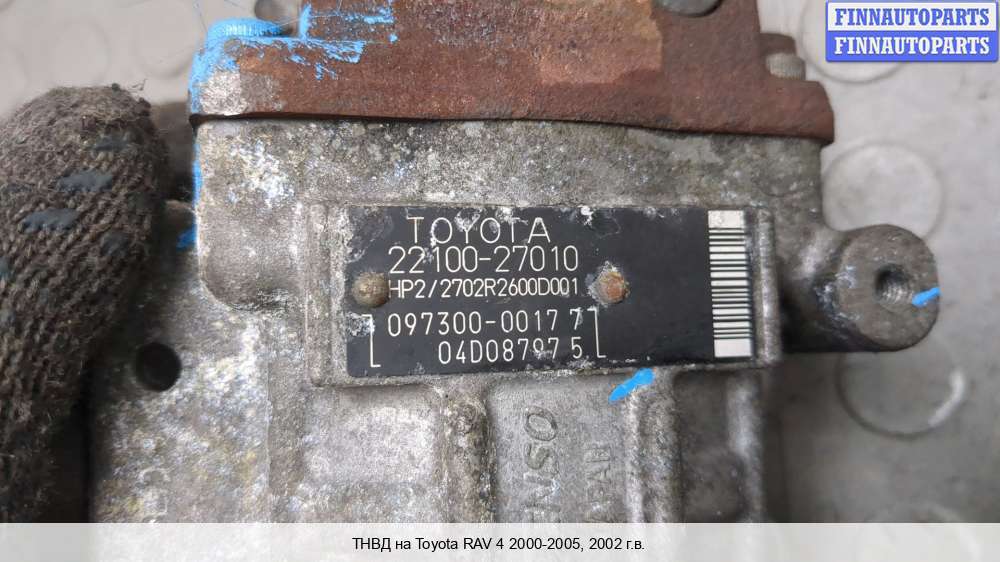 FINNAUTOPARTS
FINNAUTOPARTS
TOYOTA
22100-27010
HP2/2702R2600D001
097300-0017 7
04D08797 5
JAPAN
ТНВД на Toyota RAV 4 2000-2005, 2002 г.в.